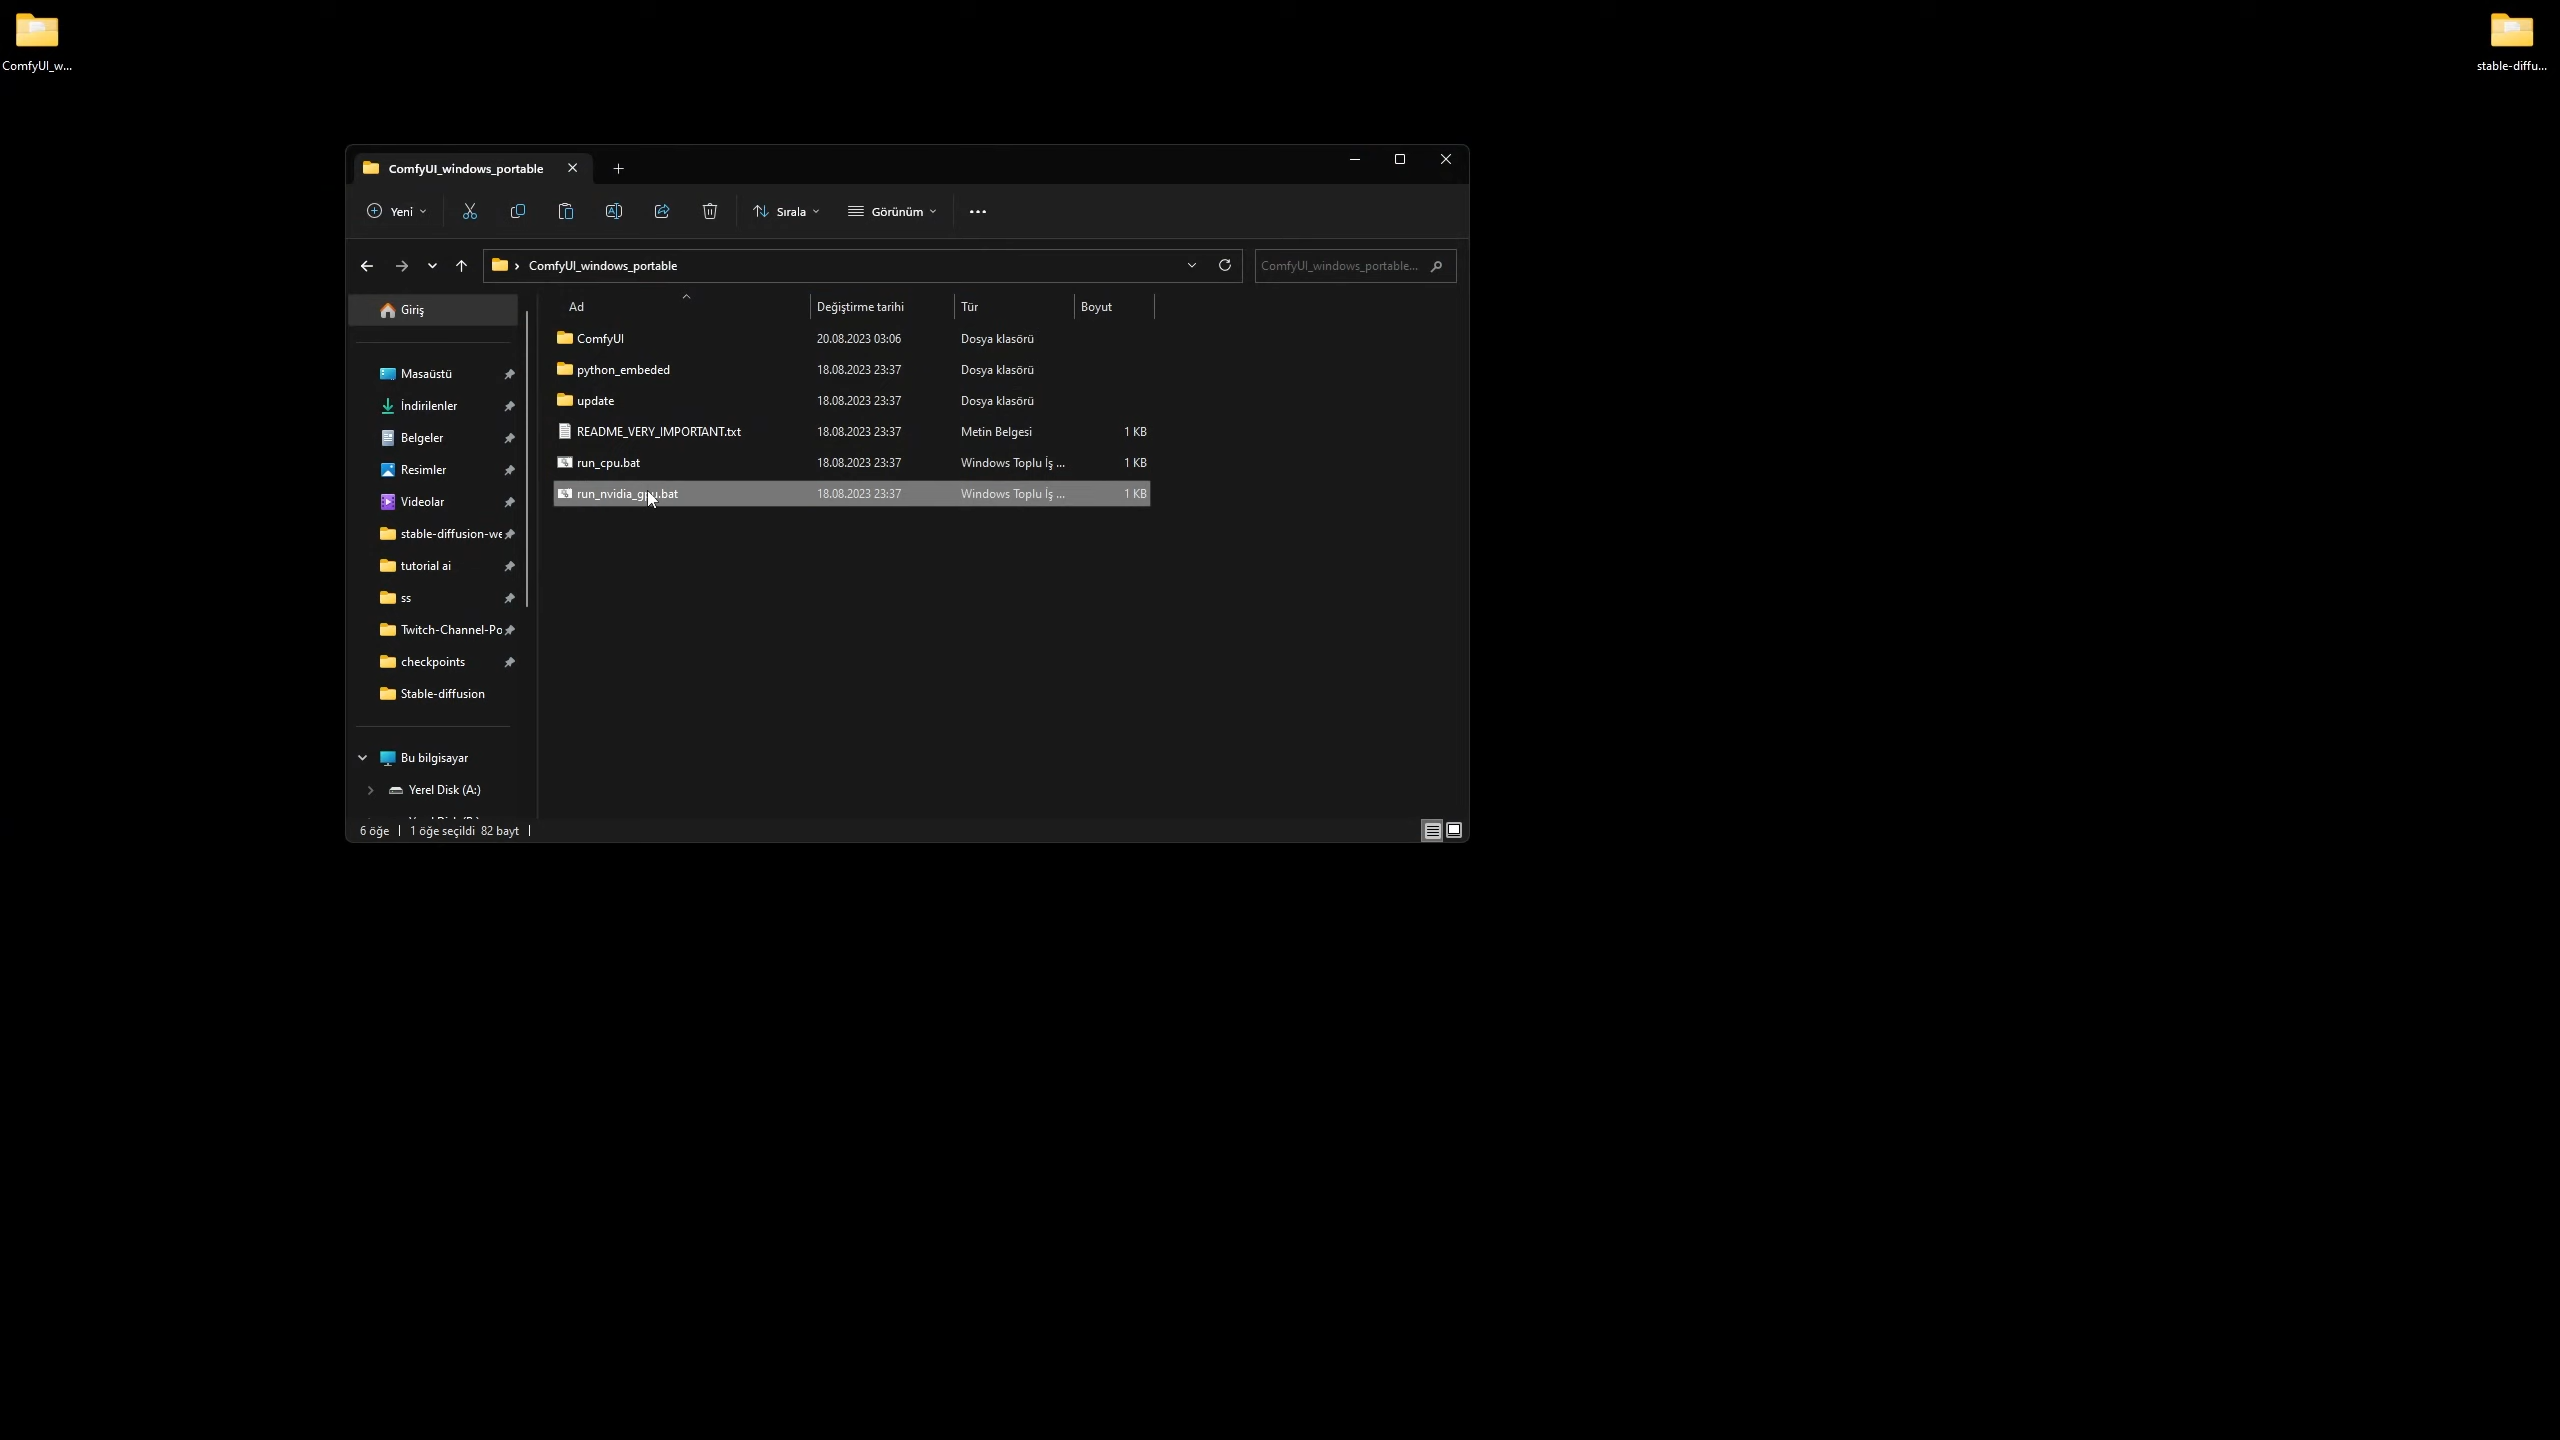 ComfyUI_w...
stable-diffu...
ComfyUI_windows_portable
Yeni
Sırala
Görünüm
ComfyUI_windows_portable
ComfyUI_windows_portable...
Giriş
Ad
Değiştirme tarihi
Tür
Boyut
ComfyUI 20.08.2023 03:06 Dosya klasörü
python_embeded 18.08.2023 23:37 Dosya klasörü
update 18.08.2023 23:37 Dosya klasörü
README_VERY_IMPORTANT.txt 18.08.2023 23:37 Metin Belgesi 1 KB
run_cpu.bat 18.08.2023 23:37 Windows Toplu İş ... 1 KB
run_nvidia_gpu.bat 18.08.2023 23:37 Windows Toplu İş ... 1 KB
Masaüstü
İndirilenler
Belgeler
Resimler
Videolar
stable-diffusion-we
tutorial ai
ss
Twitch-Channel-Po
checkpoints
Stable-diffusion
Bu bilgisayar
Yerel Disk (A:)
6 öğe
1 öğe seçildi 82 bayt